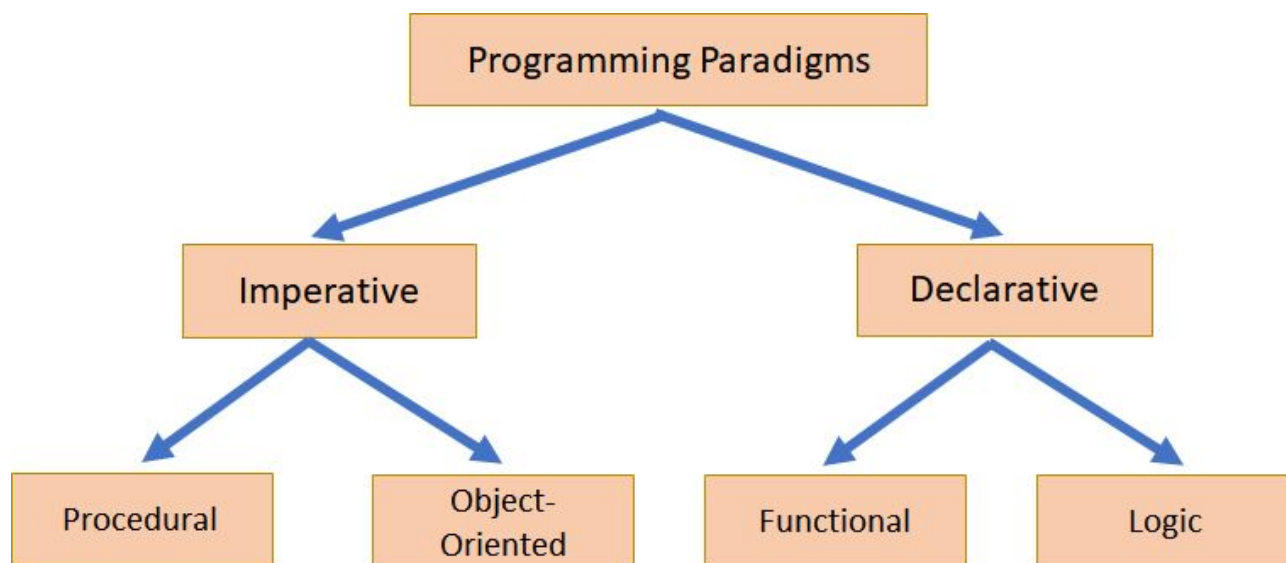 Programming Paradigms
Imperative
Declarative
Procedural
Object-
Oriented
Functional
Logic